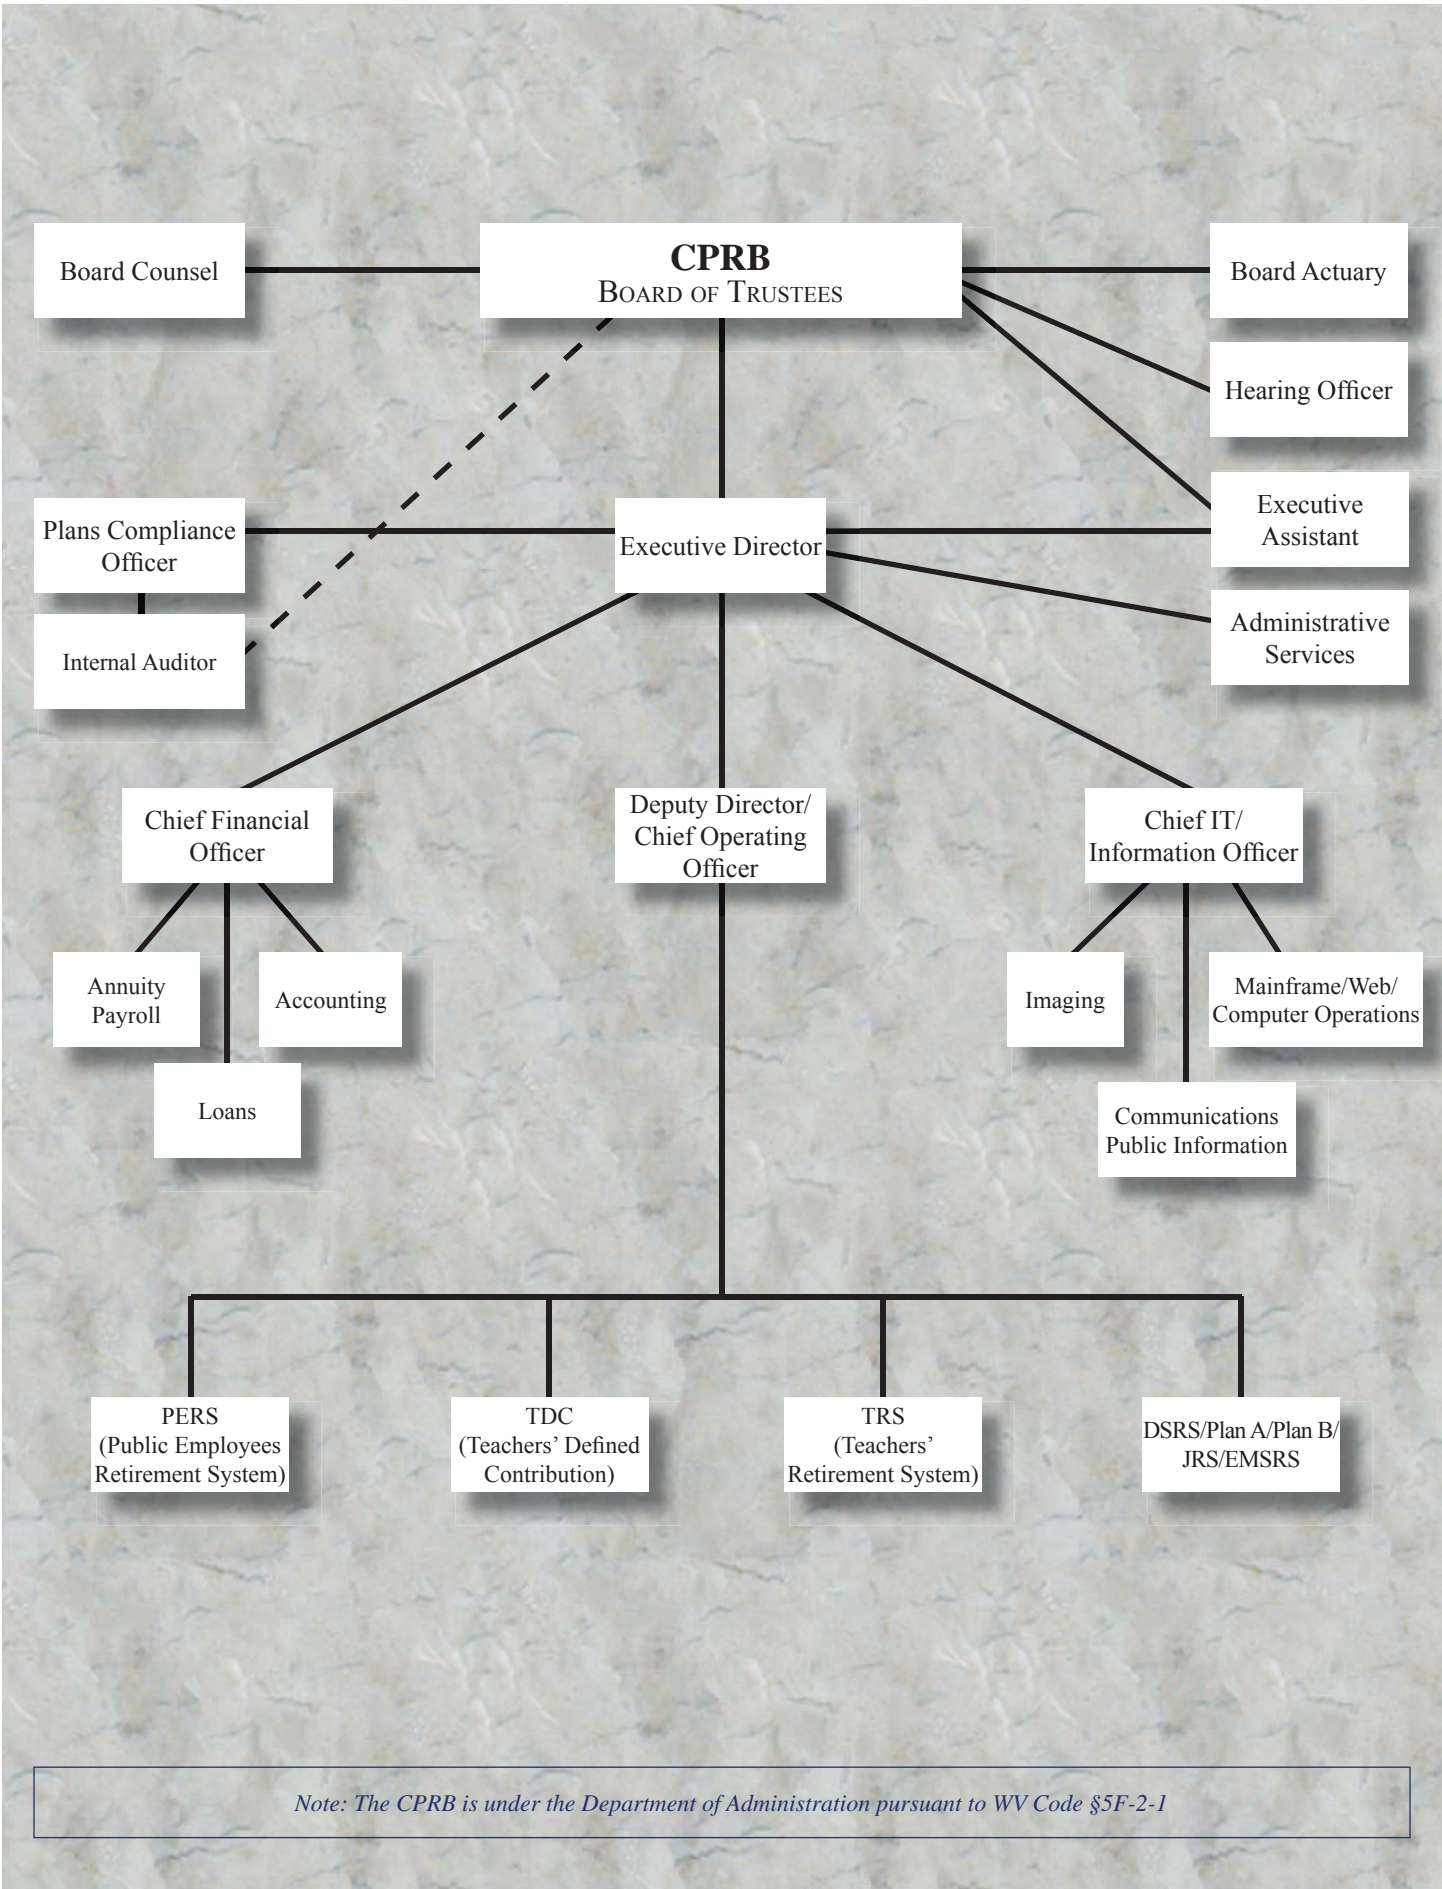 Board Counsel
CPRB
Board of Trustees
Board Actuary
Hearing Officer
Plans Compliance
Officer
Executive Director
Executive
Assistant
Internal Auditor
Administrative
Services
Chief Financial
Officer
Deputy Director/
Chief Operating
Officer
Chief IT/
Information Officer
Annuity
Payroll
Accounting
Loans
Imaging
Mainframe/Web/
Computer Operations
Communications
Public Information
PERS
(Public Employees
Retirement System)
TDC
(Teachers’ Defined
Contribution)
TRS
(Teachers’
Retirement System)
DSRS/Plan A/Plan B/
JRS/EMSRS
Note: The CPRB is under the Department of Administration pursuant to WV Code §5F-2-1